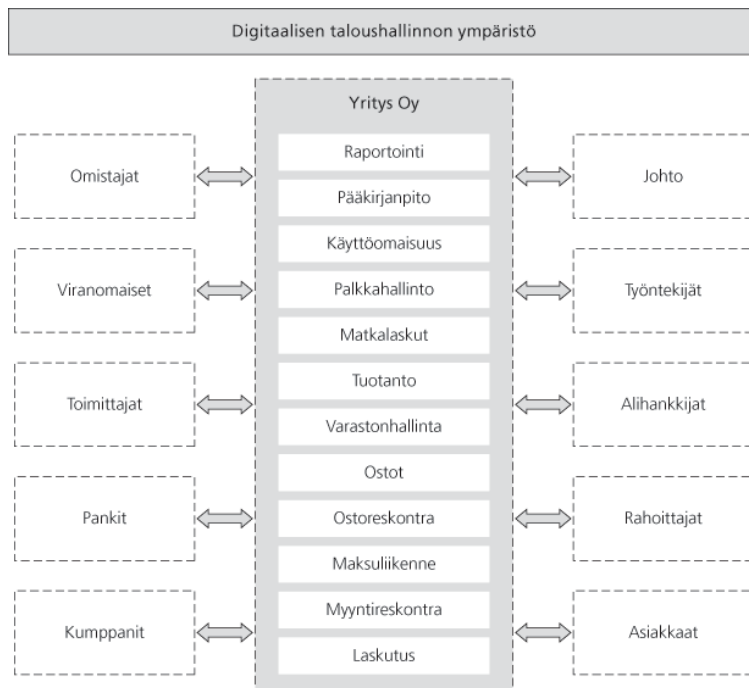 Digitaalisen taloushallinnon ympäristö
Yritys Oy
Raportointi
Pääkirjanpito
Käyttöomaisuus
Palkkahallinto
Matkalaskut
Tuotanto
Varastonhallinta
Ostot
Ostoreskontra
Maksuliikenne
Myyntireskontra
Laskutus
Omistajat
Viranomaiset
Toimittajat
Pankit
Kumppanit
Johto
Työntekijät
Alihankkijat
Rahoittajat
Asiakkaat